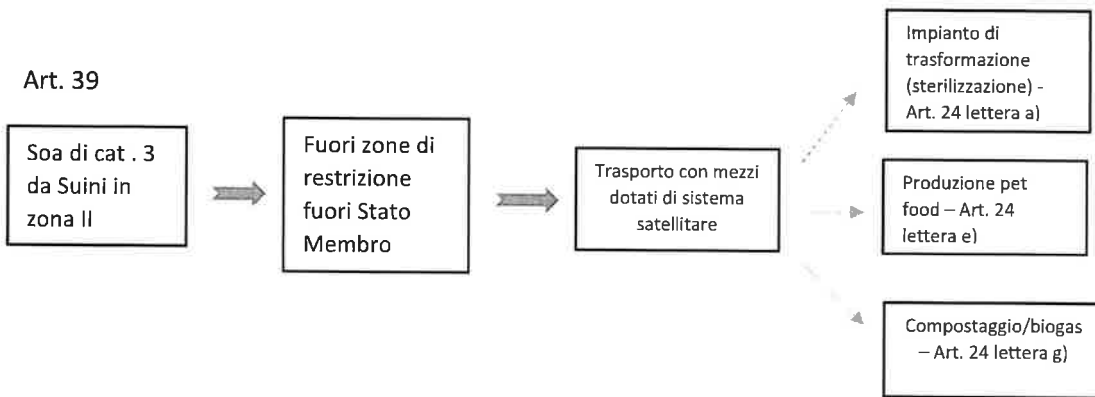 Art. 39
Soa di cat . 3
da Suini in
zona II
Fuori zone di
restrizione
fuori Stato
Membro
Trasporto con mezzi
dotati di sistema
satellitare
Impianto di
trasformazione
(sterilizzazione) -
Art. 24 lettera a)
Produzione pet
food – Art. 24
lettera e)
Compostaggio/biogas
– Art. 24 lettera g)